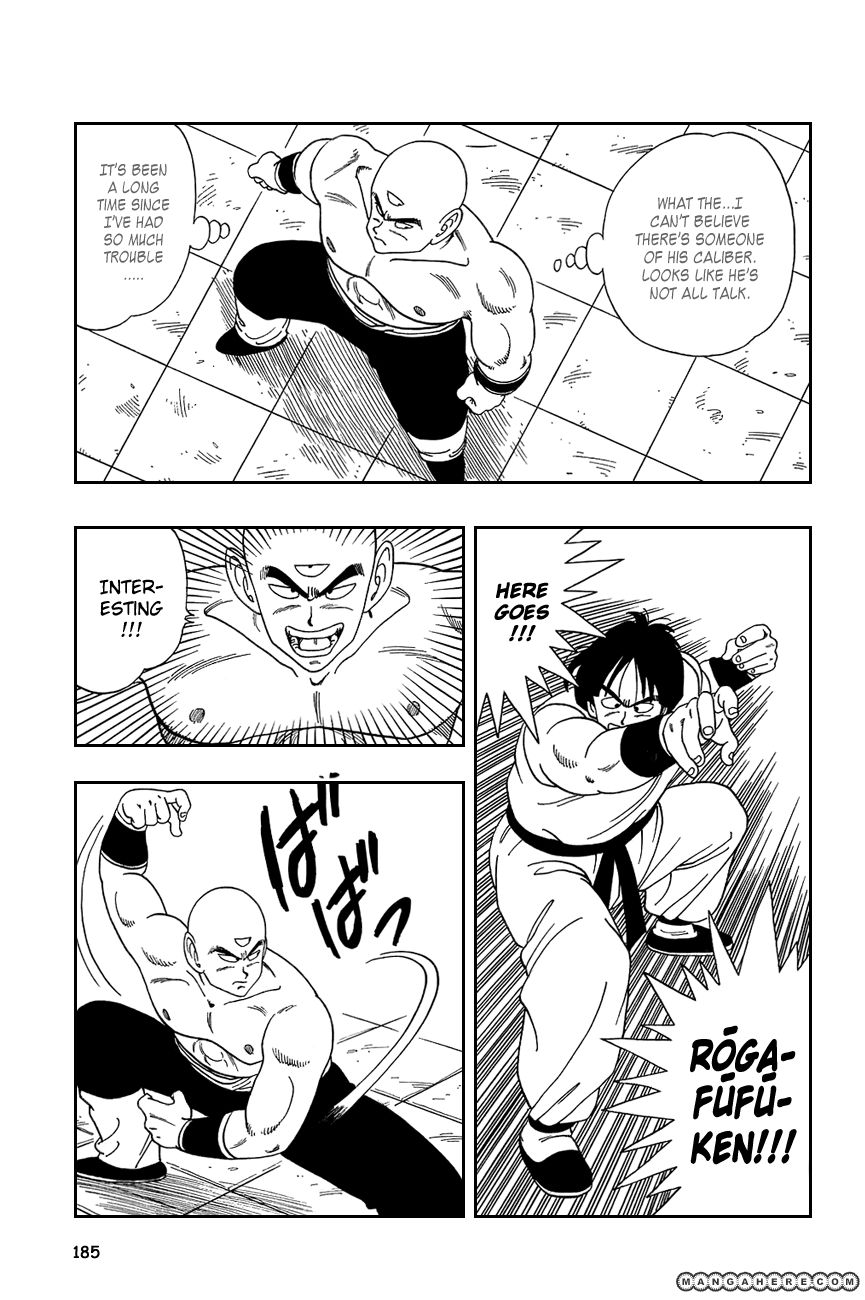 WHAT THE...I
CAN'T BELIEVE
THERE'S SOMEONE
OF HIS CALIBER.
LOOKS LIKE HE'S
NOT ALL TALK.
IT'S BEEN
A LONG
TIME SINCE
I'VE HAD
SO MUCH
TROUBLE
.....
HERE
GOES
!!!
RŌGA-
FŪFŪ-
KEN!!!
INTER-
ESTING
!!!
ばばっ
185
MANGAHERE.COM